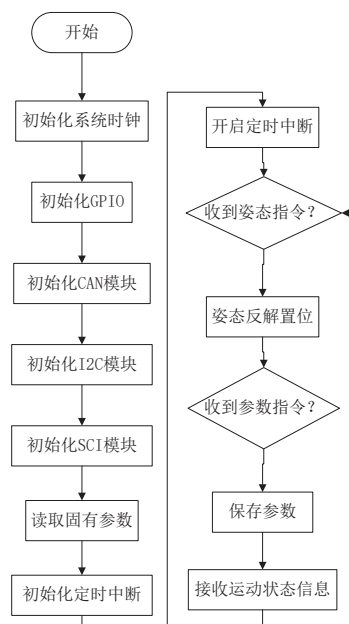 开始
初始化系统时钟
初始化GPIO
初始化CAN模块
初始化I2C模块
初始化SCI模块
读取固有参数
初始化定时中断
开启定时中断
收到姿态指令？
姿态反解置位
收到参数指令？
保存参数
接收运动状态信息